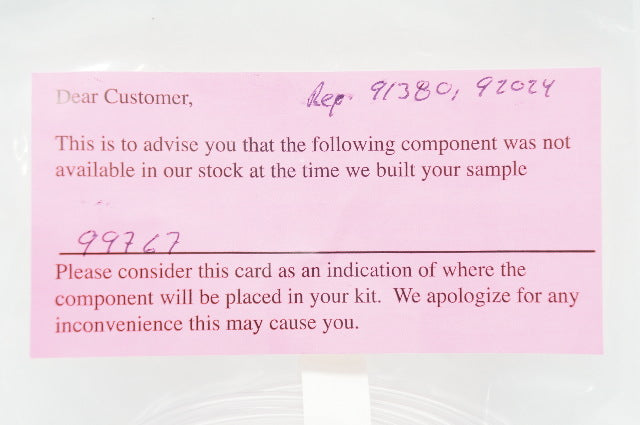 Dear Customer, Rep. 91380, 92024
This is to advise you that the following component was not
available in our stock at the time we built your sample
99767
Please consider this card as an indication of where the
component will be placed in your kit. We apologize for any
inconvenience this may cause you.